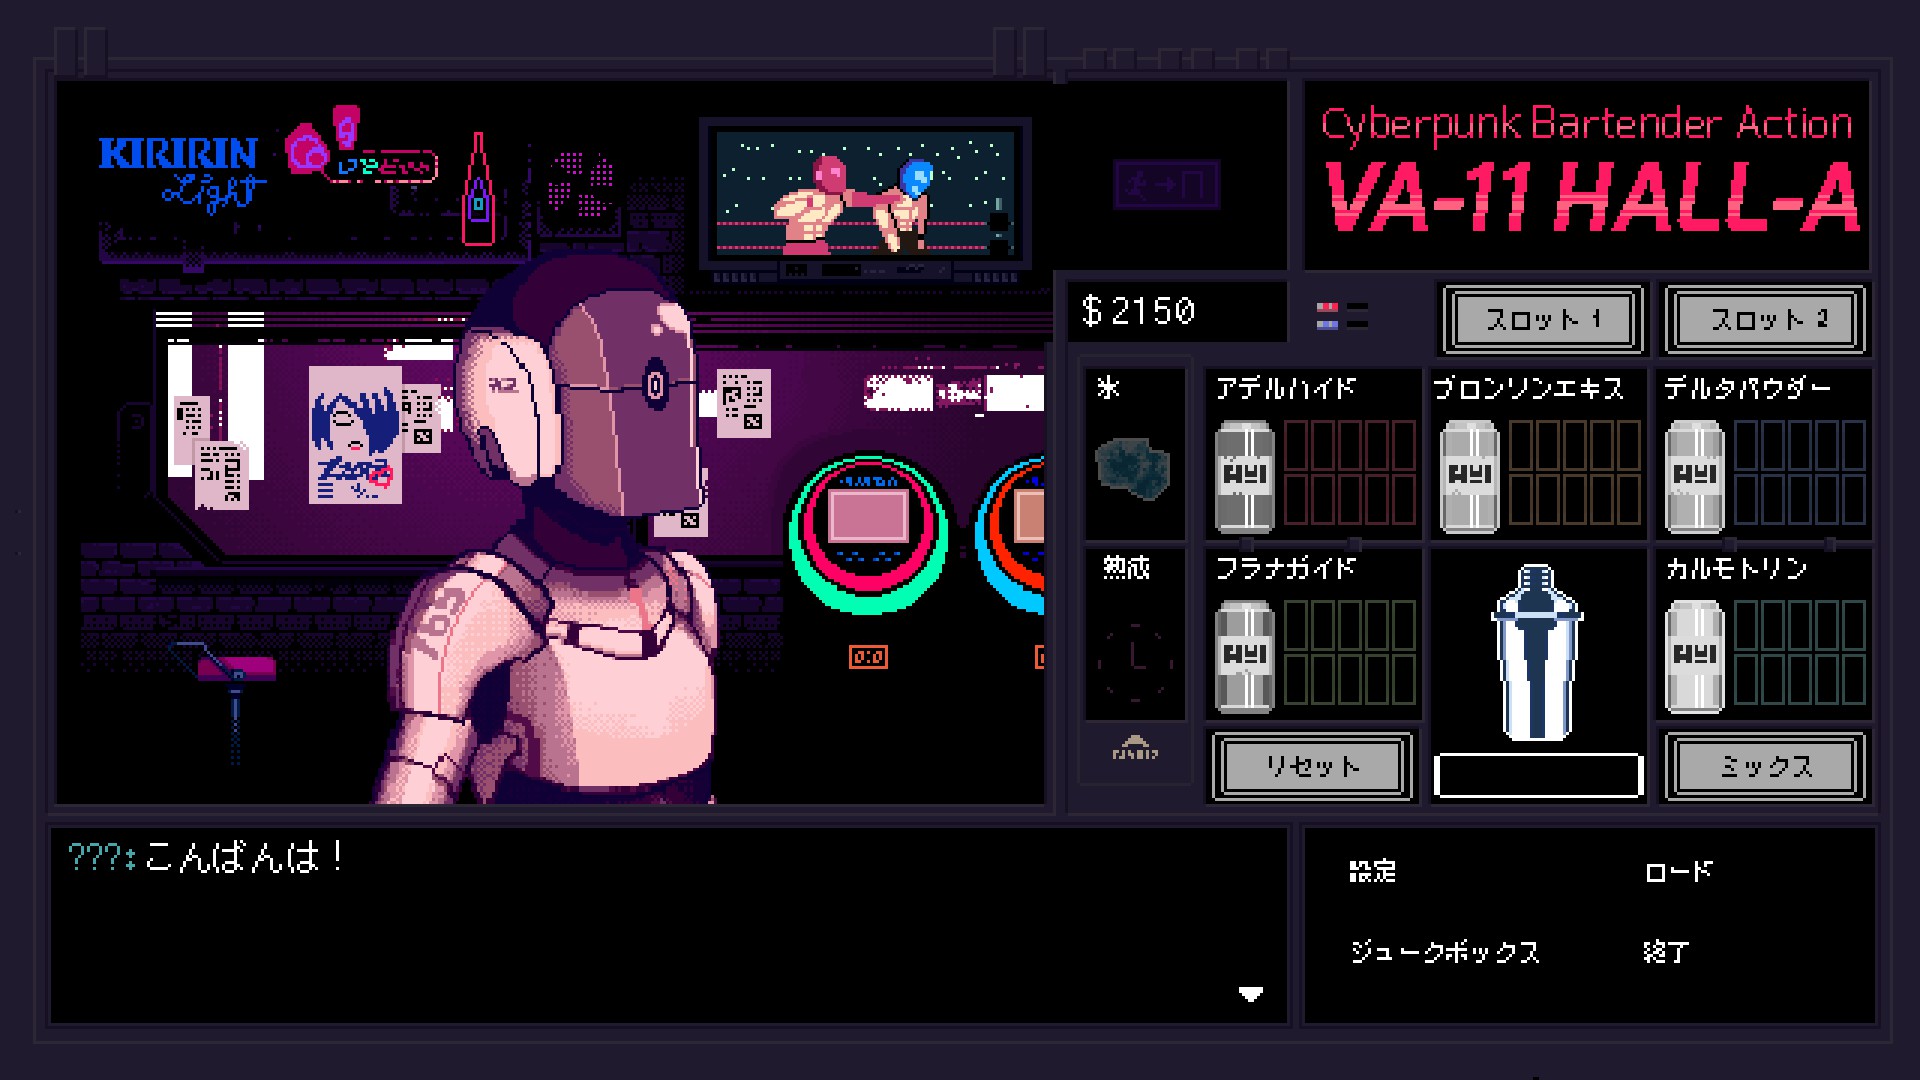 KIRIRIN
Light
Cyberpunk Bartender Action
VA-11 HALL-A
$2150
スロット 1
スロット 2
氷
アデルハイド
ブロンソンエキス
デルタパウダー
熟成
フラナガイド
カルモトリン
リセット
ミックス
769
???: こんばんは！
設定
ロード
ジュークボックス
終了